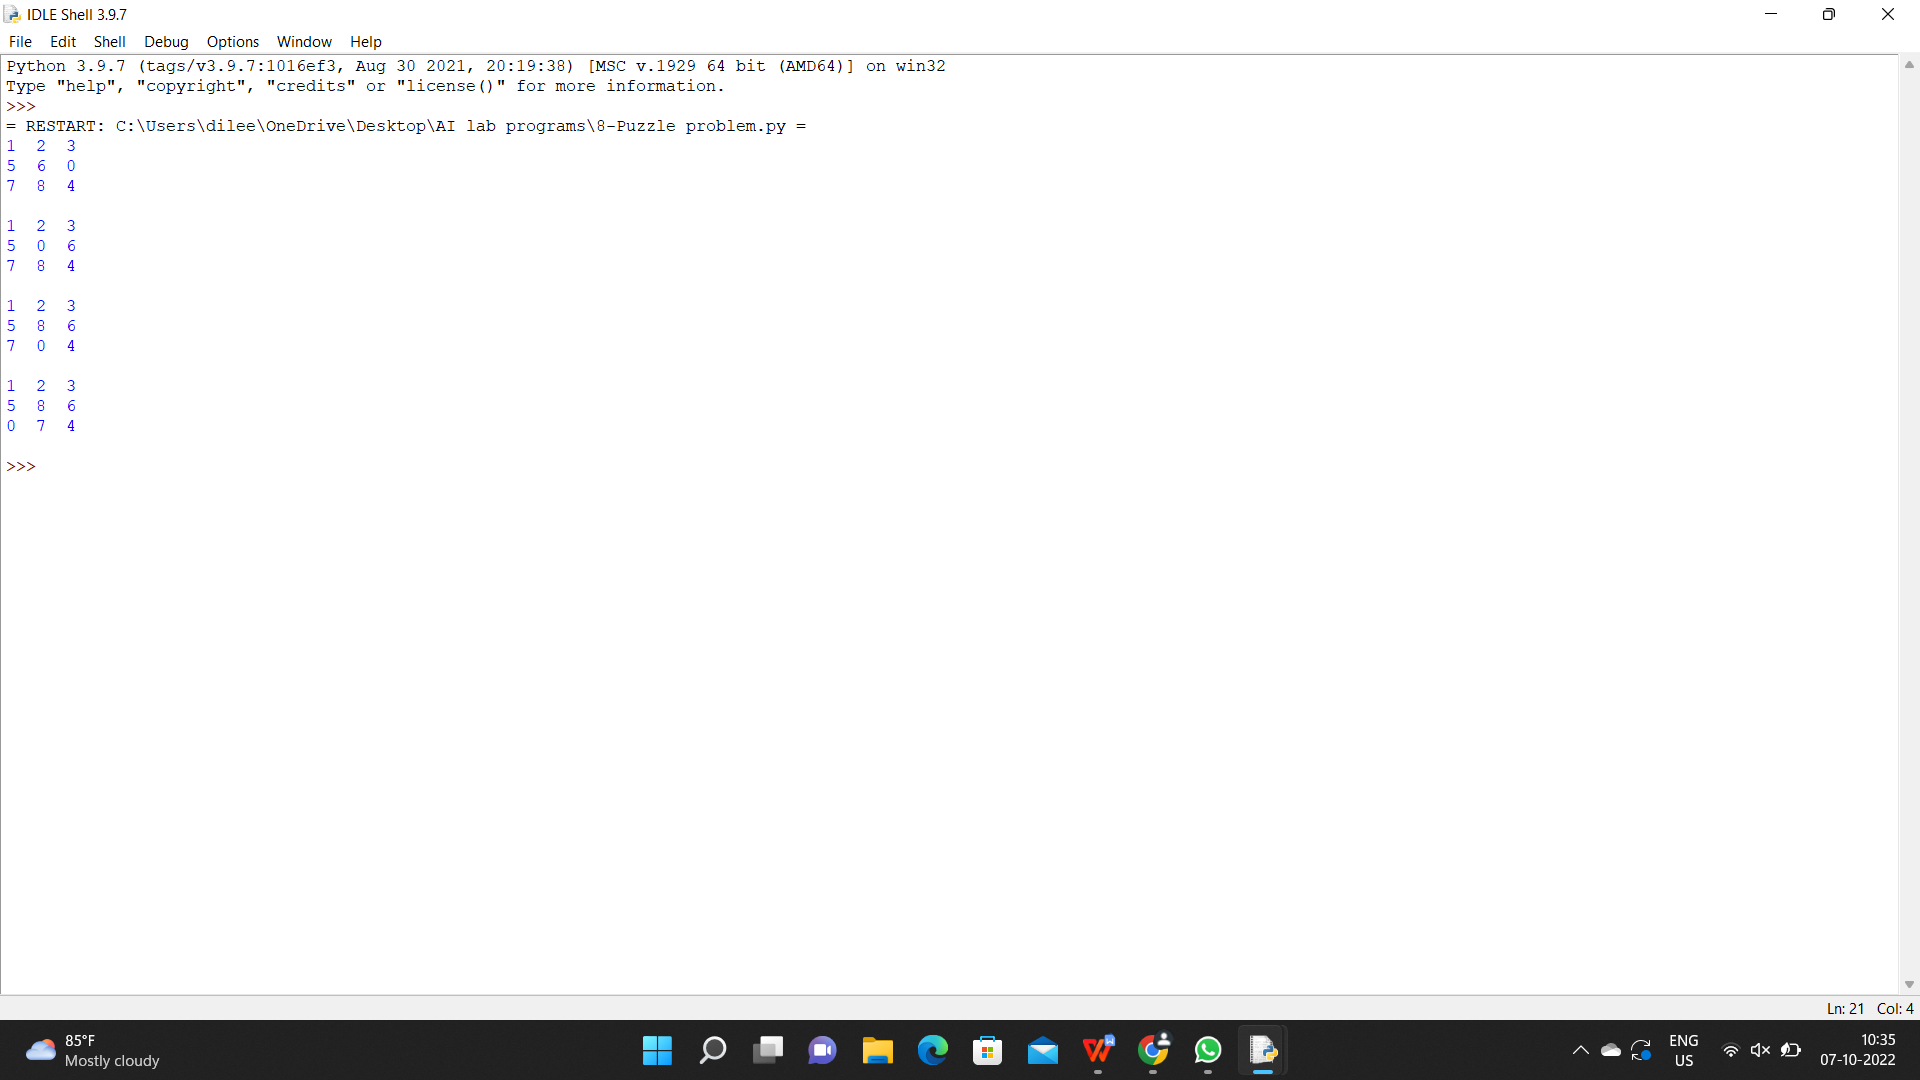 IDLE Shell 3.9.7
File Edit Shell Debug Options Window Help
Python 3.9.7 (tags/v3.9.7:1016ef3, Aug 30 2021, 20:19:38) [MSC v.1929 64 bit (AMD64)] on win32
Type "help", "copyright", "credits" or "license()" for more information.
>>>
= RESTART: C:\Users\dilee\OneDrive\Desktop\AI lab programs\8-Puzzle problem.py =
1 2 3
5 6 0
7 8 4
1 2 3
5 0 6
7 8 4
1 2 3
5 8 6
7 0 4
1 2 3
5 8 6
0 7 4
>>>
Ln: 21 Col: 4
85°F
Mostly cloudy
ENG
US
10:35
07-10-2022